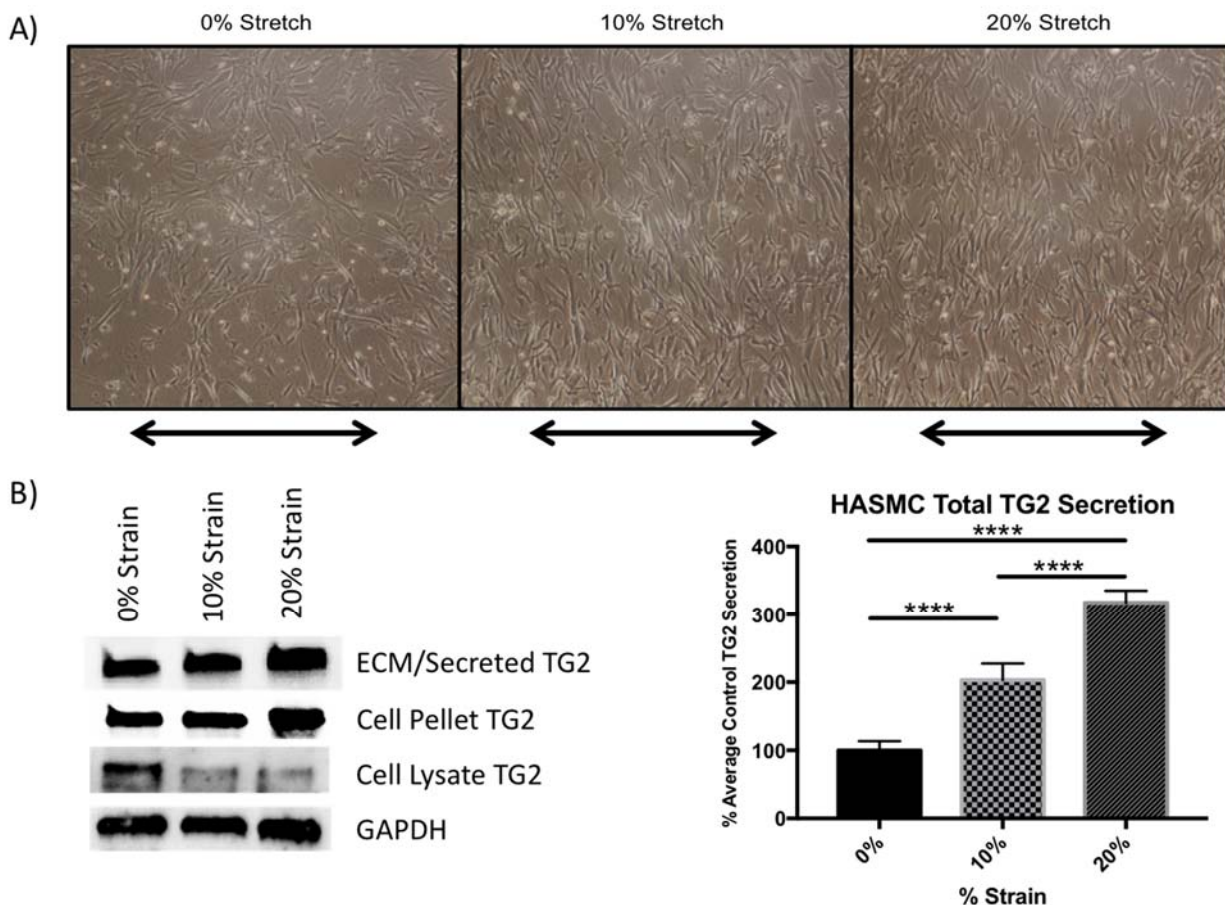 A)
0% Stretch
10% Stretch
20% Stretch
B)
0% Strain
10% Strain
20% Strain
ECM/Secreted TG2
Cell Pellet TG2
Cell Lysate TG2
GAPDH
HASMC Total TG2 Secretion
% Average Control TG2 Secretion
400
300
200
100
0
****
****
****
0%
10%
20%
% Strain